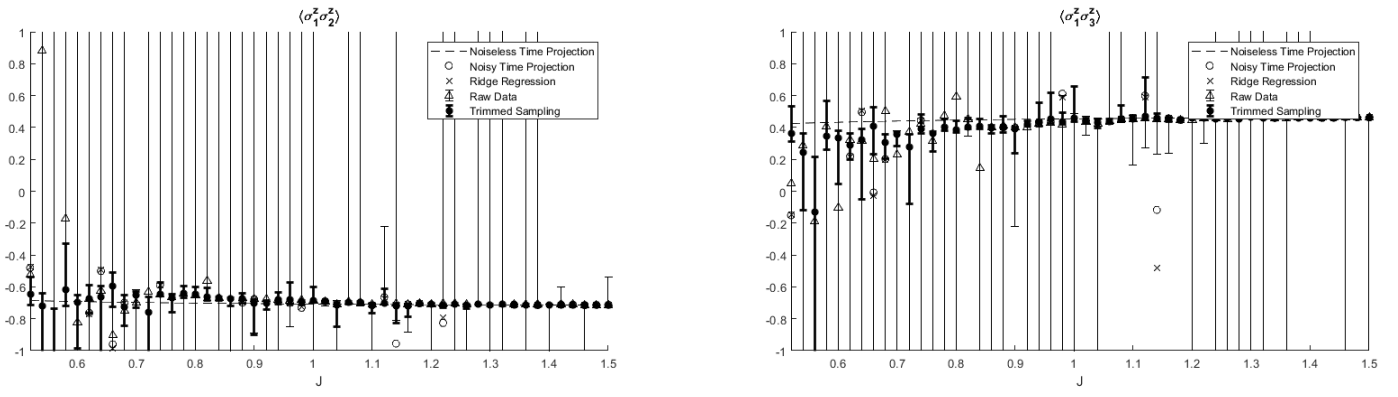 ⟨σ₁ᶻσ₂ᶻ⟩
1
0.8
0.6
0.4
0.2
0
-0.2
-0.4
-0.6
-0.8
-1
Noiseless Time Projection
Noisy Time Projection
Ridge Regression
Raw Data
Trimmed Sampling
0.6 0.7 0.8 0.9 1 1.1 1.2 1.3 1.4 1.5
J
⟨σ₁ᶻσ₃ᶻ⟩
1
0.8
0.6
0.4
0.2
0
-0.2
-0.4
-0.6
-0.8
-1
Noiseless Time Projection
Noisy Time Projection
Ridge Regression
Raw Data
Trimmed Sampling
0.6 0.7 0.8 0.9 1 1.1 1.2 1.3 1.4 1.5
J